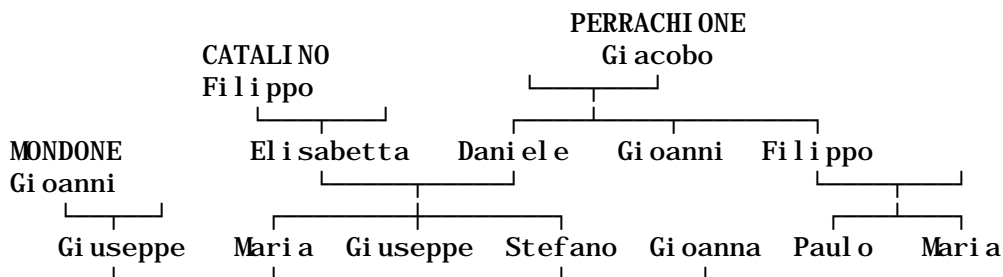 PERRACHIONE
CATALINO Giacobo
Filippo
MONDONE Elisabetta Daniele Gioanni Filippo
Gioanni
Giuseppe Maria Giuseppe Stefano Gioanna Paulo Maria